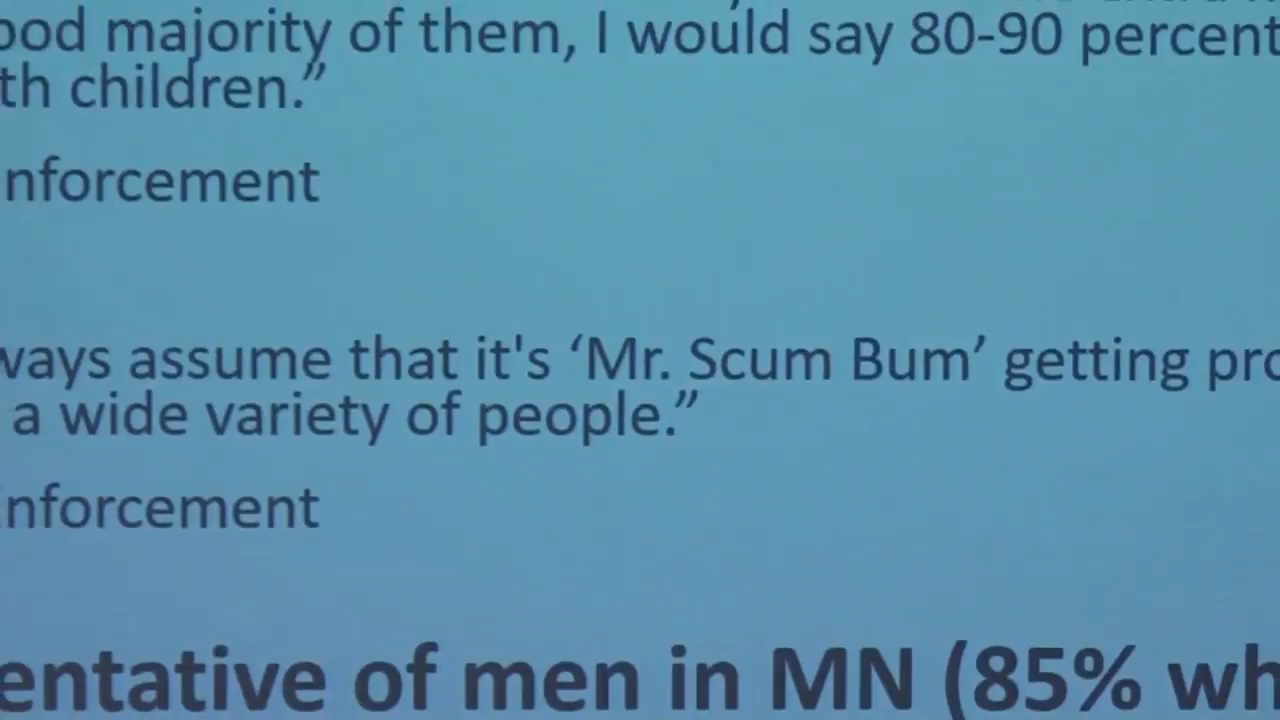 ood majority of them, I would say 80-90 percent
th children.”
nforcement
ways assume that it's ‘Mr. Scum Bum’ getting pro
a wide variety of people.”
nforcement
entative of men in MN (85% wh